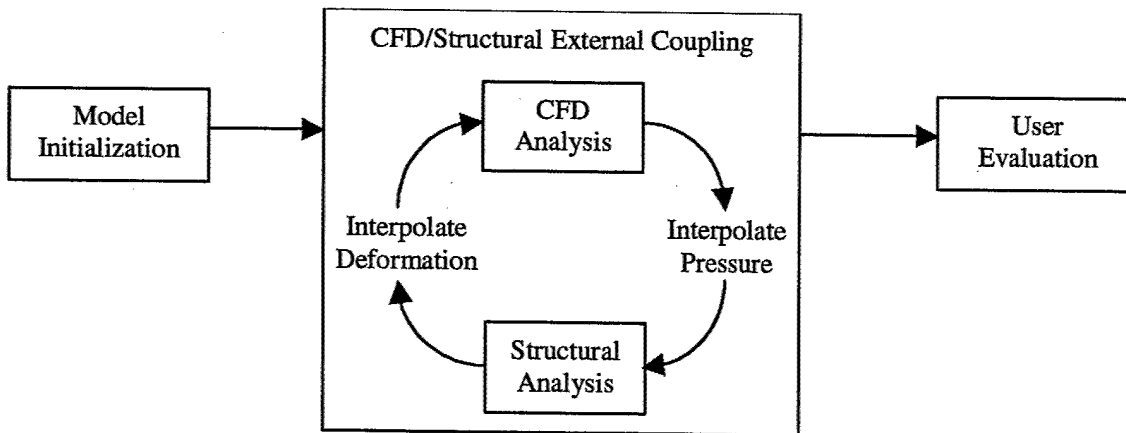 CFD/Structural External Coupling
Model
Initialization
CFD
Analysis
User
Evaluation
Interpolate
Deformation
Interpolate
Pressure
Structural
Analysis